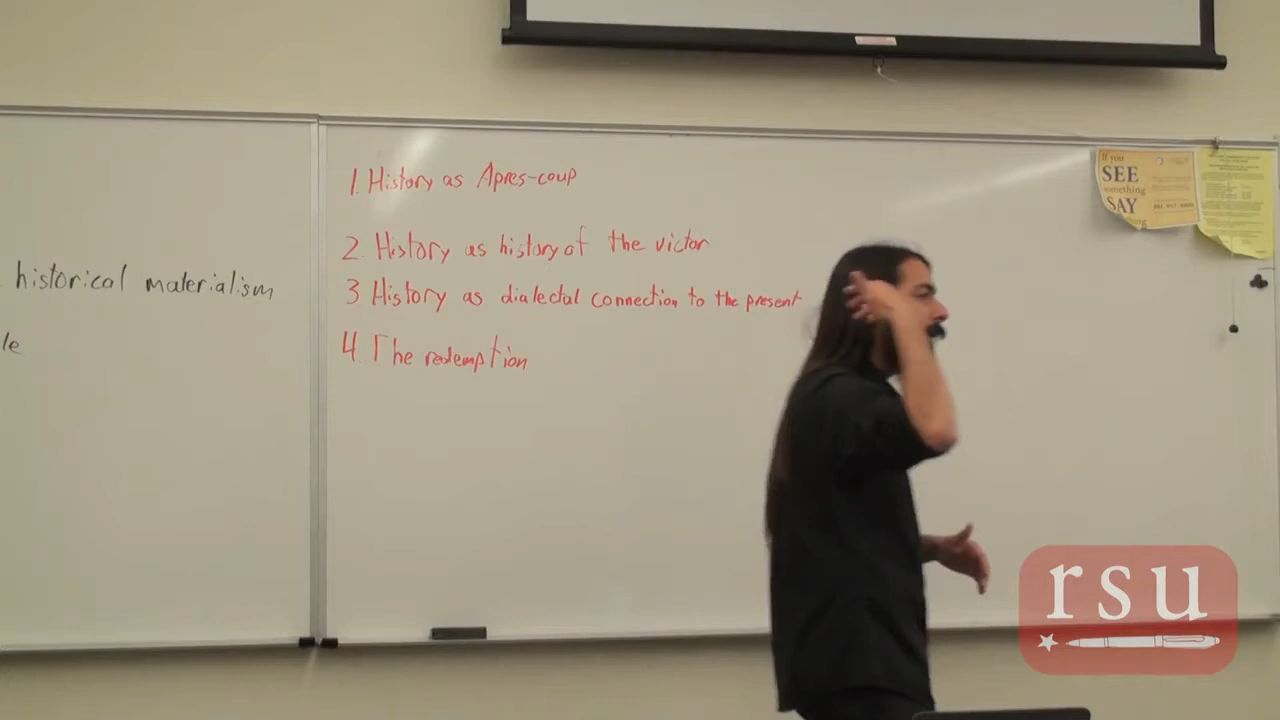 historical materialism
le
1. History as Apres-coup
2. History as history of the victor
3 History as dialectal connection to the present
4. The redemption
if you
SEE
something
SAY
rsu